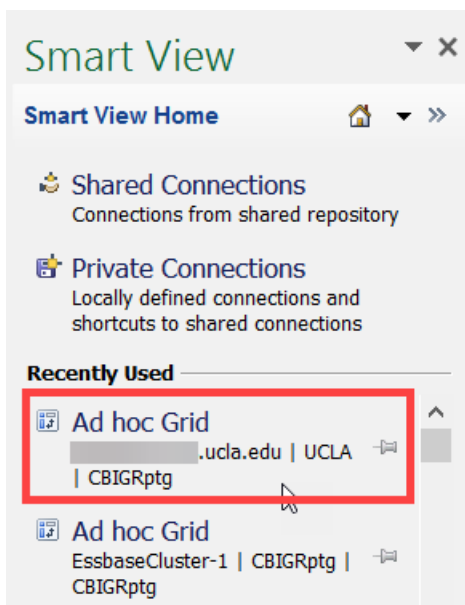 Smart View
Smart View Home
Shared Connections
Connections from shared repository
Private Connections
Locally defined connections and
shortcuts to shared connections
Recently Used
Ad hoc Grid
.ucla.edu | UCLA
| CBIGRptg
Ad hoc Grid
EssbaseCluster-1 | CBIGRptg |
CBIGRptg